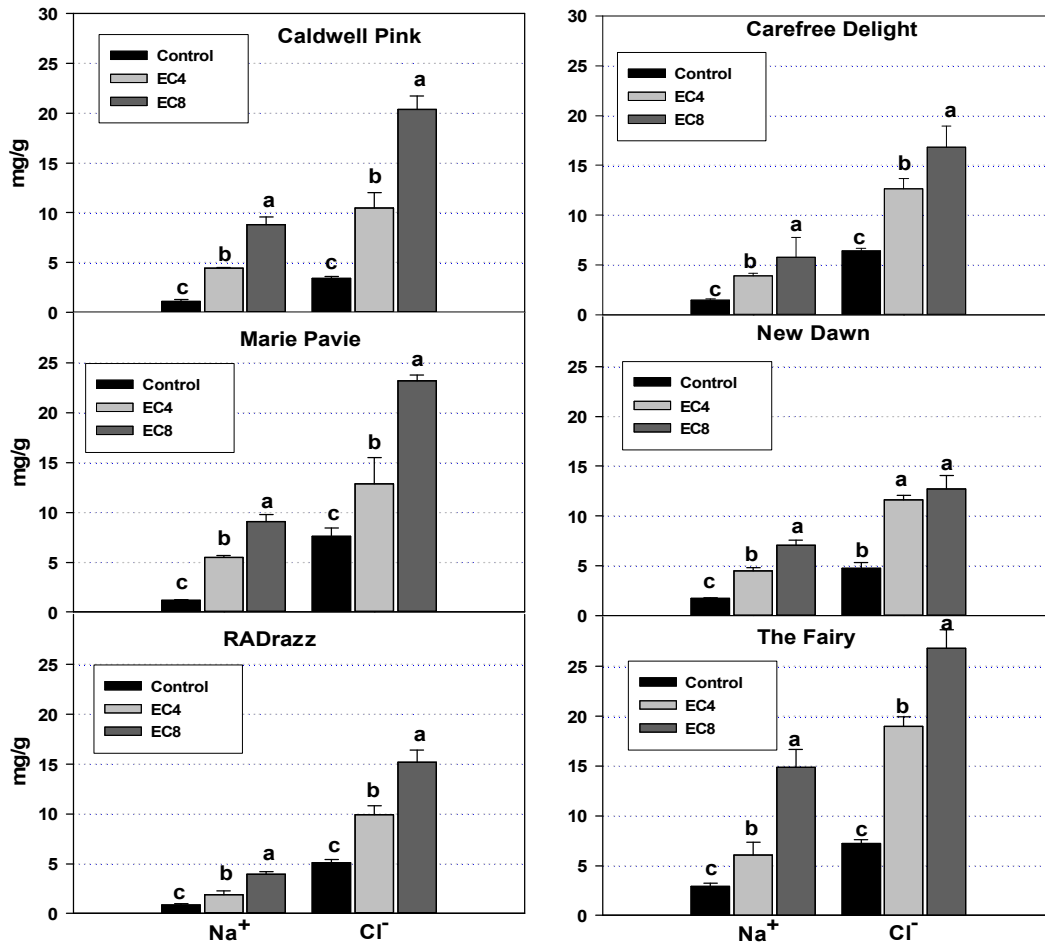 Caldwell Pink
30
25
20
15
10
5
0
mg/g
Control
EC4
EC8
c
b
a
c
b
a
Carefree Delight
30
25
20
15
10
5
0
Control
EC4
EC8
c
b
a
c
b
a
Marie Pavie
25
20
15
10
5
0
mg/g
Control
EC4
EC8
c
b
a
c
b
a
New Dawn
25
20
15
10
5
0
Control
EC4
EC8
c
b
a
b
a
a
RADrazz
25
20
15
10
5
0
mg/g
Control
EC4
EC8
c
b
a
c
b
a
Na⁺ Cl⁻
The Fairy
25
20
15
10
5
0
Control
EC4
EC8
c
b
a
c
b
a
Na⁺ Cl⁻